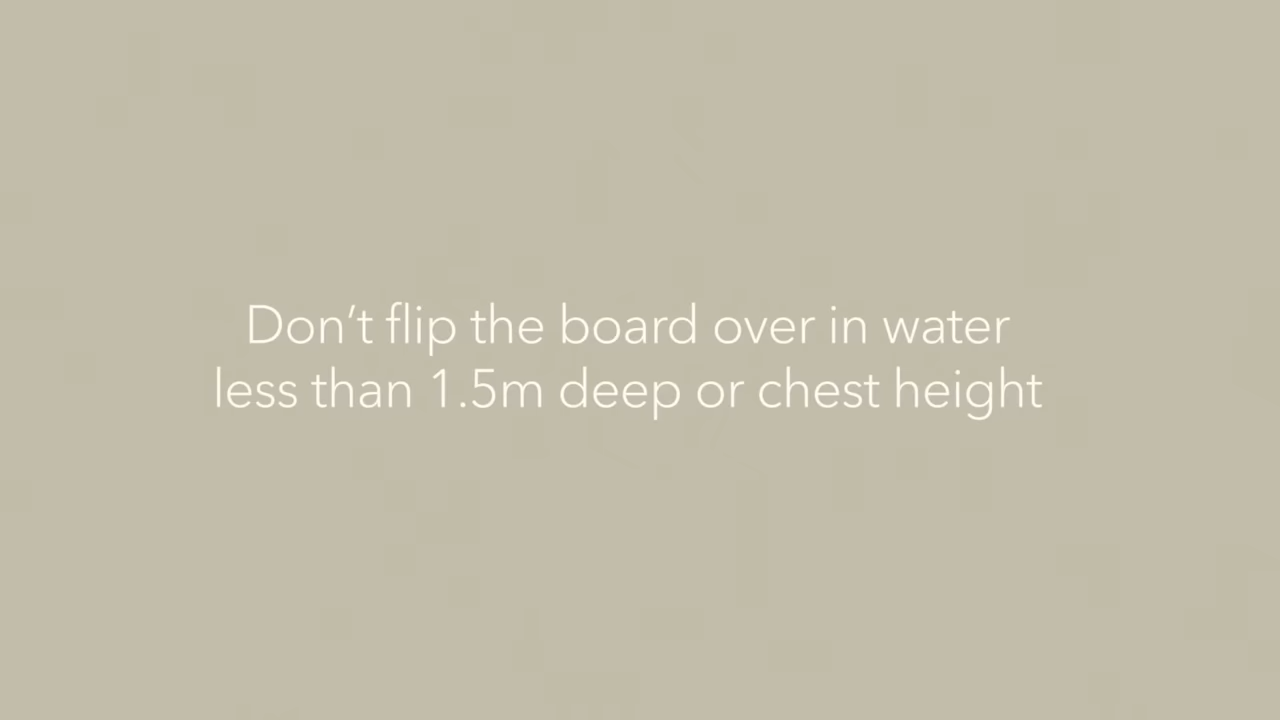 Don’t flip the board over in water
less than 1.5m deep or chest height